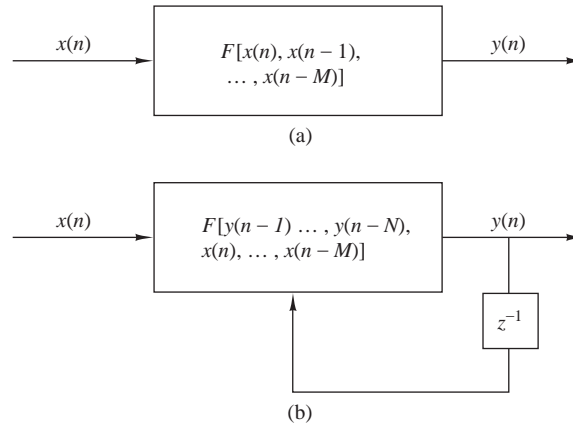 x(n)
F[x(n), x(n − 1),
… , x(n − M)]
y(n)
(a)
x(n)
F[y(n − 1) … , y(n − N),
x(n), … , x(n − M)]
y(n)
z⁻¹
(b)